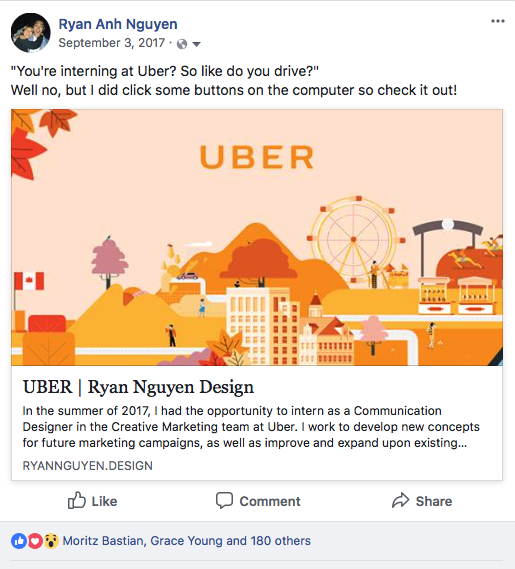 Ryan Anh Nguyen
September 3, 2017 ·
"You're interning at Uber? So like do you drive?"
Well no, but I did click some buttons on the computer so check it out!
UBER
UBER | Ryan Nguyen Design
In the summer of 2017, I had the opportunity to intern as a Communication
Designer in the Creative Marketing team at Uber. I work to develop new concepts
for future marketing campaigns, as well as improve and expand upon existing...
RYANNGUYEN.DESIGN
Like Comment Share
Moritz Bastian, Grace Young and 180 others